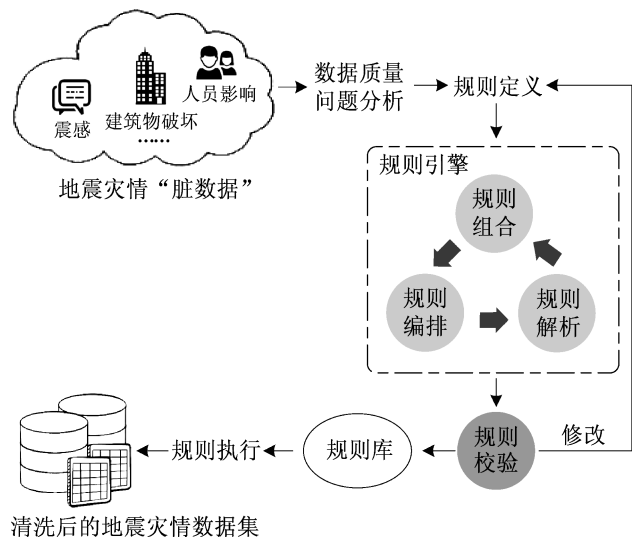 震感
建筑物破坏
人员影响
……
地震灾情“脏数据”
数据质量
问题分析
规则定义
规则引擎
规则
组合
规则
编排
规则
解析
规则
校验
修改
规则库
规则执行
清洗后的地震灾情数据集